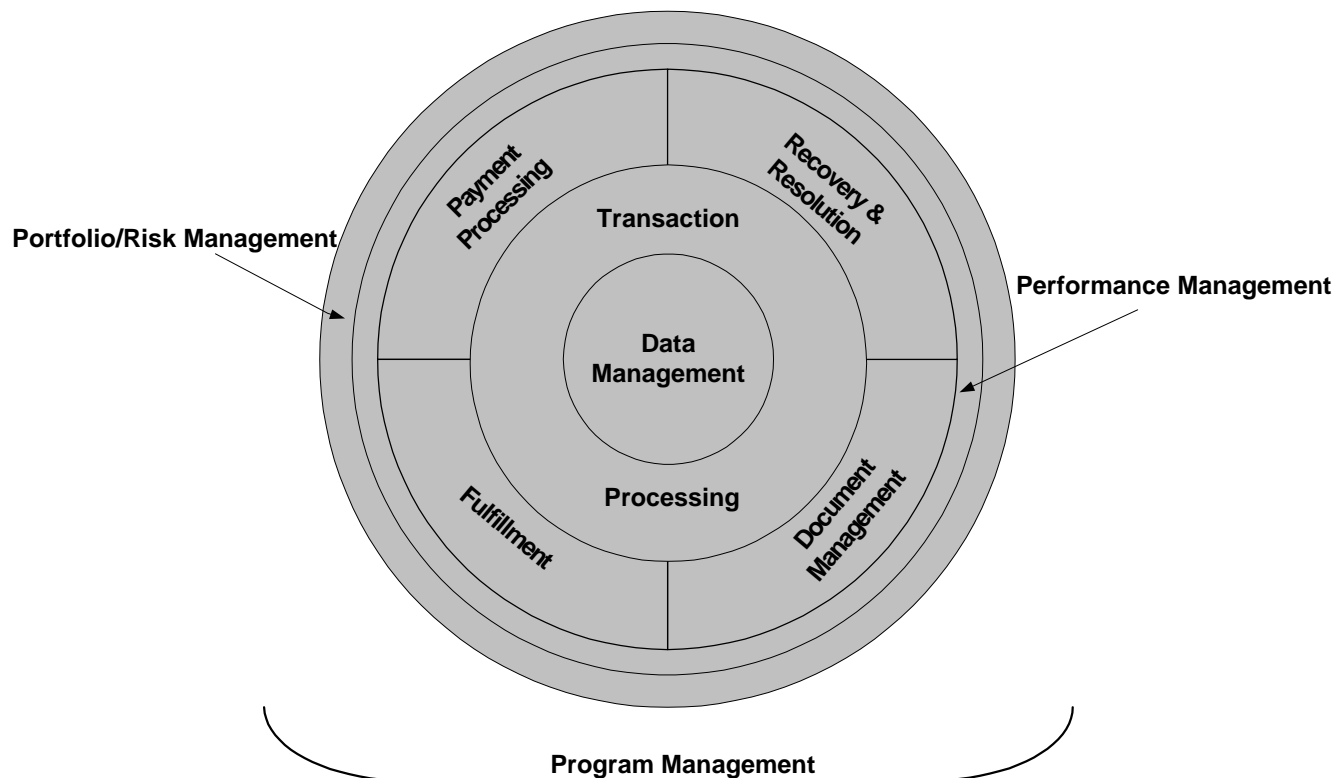 Payment
Processing
Recovery &
Resolution
Transaction
Portfolio/Risk Management
Performance Management
Data
Management
Processing
Fulfillment
Document
Management
Program Management